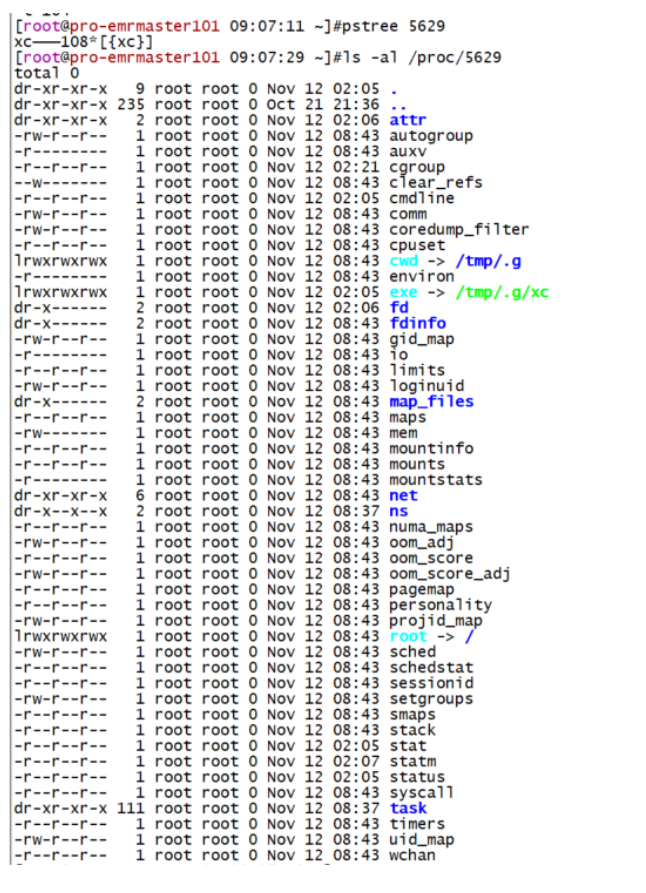 [root@pro-emrmaster101 09:07:11 ~]#pstree 5629
xc───108*[{xc}]
[root@pro-emrmaster101 09:07:29 ~]#ls -al /proc/5629
total 0
dr-xr-xr-x   9 root root 0 Nov 12 02:05 .
dr-xr-xr-x 235 root root 0 Oct 21 21:36 ..
dr-xr-xr-x   2 root root 0 Nov 12 02:06 attr
-rw-r--r--   1 root root 0 Nov 12 08:43 autogroup
-r--------   1 root root 0 Nov 12 08:43 auxv
-r--r--r--   1 root root 0 Nov 12 02:21 cgroup
--w-------   1 root root 0 Nov 12 08:43 clear_refs
-r--r--r--   1 root root 0 Nov 12 02:05 cmdline
-rw-r--r--   1 root root 0 Nov 12 08:43 comm
-rw-r--r--   1 root root 0 Nov 12 08:43 coredump_filter
-r--r--r--   1 root root 0 Nov 12 08:43 cpuset
lrwxrwxrwx   1 root root 0 Nov 12 08:43 cwd -> /tmp/.g
-r--------   1 root root 0 Nov 12 08:43 environ
lrwxrwxrwx   1 root root 0 Nov 12 02:05 exe -> /tmp/.g/xc
dr-x------   2 root root 0 Nov 12 02:06 fd
dr-x------   2 root root 0 Nov 12 08:43 fdinfo
-rw-r--r--   1 root root 0 Nov 12 08:43 gid_map
-r--------   1 root root 0 Nov 12 08:43 io
-r--r--r--   1 root root 0 Nov 12 08:43 limits
-rw-r--r--   1 root root 0 Nov 12 08:43 loginuid
dr-x------   2 root root 0 Nov 12 08:43 map_files
-r--r--r--   1 root root 0 Nov 12 08:43 maps
-rw-------   1 root root 0 Nov 12 08:43 mem
-r--r--r--   1 root root 0 Nov 12 08:43 mountinfo
-r--r--r--   1 root root 0 Nov 12 08:43 mounts
-r--------   1 root root 0 Nov 12 08:43 mountstats
dr-xr-xr-x   6 root root 0 Nov 12 08:43 net
dr-x--x--x   2 root root 0 Nov 12 08:37 ns
-r--r--r--   1 root root 0 Nov 12 08:43 numa_maps
-rw-r--r--   1 root root 0 Nov 12 08:43 oom_adj
-r--r--r--   1 root root 0 Nov 12 08:43 oom_score
-rw-r--r--   1 root root 0 Nov 12 08:43 oom_score_adj
-r--r--r--   1 root root 0 Nov 12 08:43 pagemap
-r--r--r--   1 root root 0 Nov 12 08:43 personality
-rw-r--r--   1 root root 0 Nov 12 08:43 projid_map
lrwxrwxrwx   1 root root 0 Nov 12 08:43 root -> /
-rw-r--r--   1 root root 0 Nov 12 08:43 sched
-r--r--r--   1 root root 0 Nov 12 08:43 schedstat
-r--r--r--   1 root root 0 Nov 12 08:43 sessionid
-rw-r--r--   1 root root 0 Nov 12 08:43 setgroups
-r--r--r--   1 root root 0 Nov 12 08:43 smaps
-r--r--r--   1 root root 0 Nov 12 08:43 stack
-r--r--r--   1 root root 0 Nov 12 02:05 stat
-r--r--r--   1 root root 0 Nov 12 02:07 statm
-r--r--r--   1 root root 0 Nov 12 02:05 status
-r--r--r--   1 root root 0 Nov 12 08:43 syscall
dr-xr-xr-x 111 root root 0 Nov 12 08:37 task
-r--r--r--   1 root root 0 Nov 12 08:43 timers
-rw-r--r--   1 root root 0 Nov 12 08:43 uid_map
-r--r--r--   1 root root 0 Nov 12 08:43 wchan